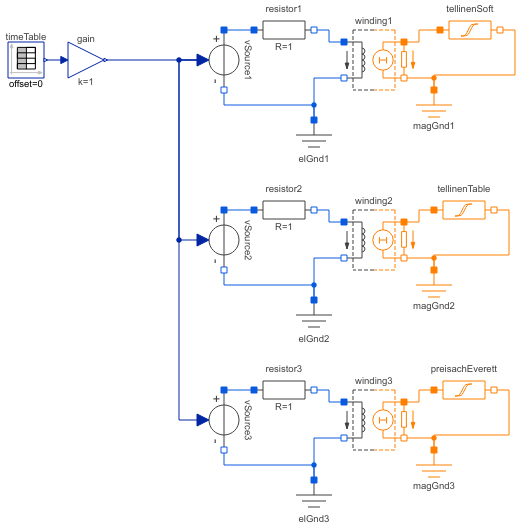 timeTable
offset=0
gain
k=1
+
vSource1
-
resistor1
R=1
winding1
tellinenSoft
elGnd1
magGnd1
+
vSource2
-
resistor2
R=1
winding2
tellinenTable
elGnd2
magGnd2
+
vSource3
-
resistor3
R=1
winding3
preisachEverett
elGnd3
magGnd3